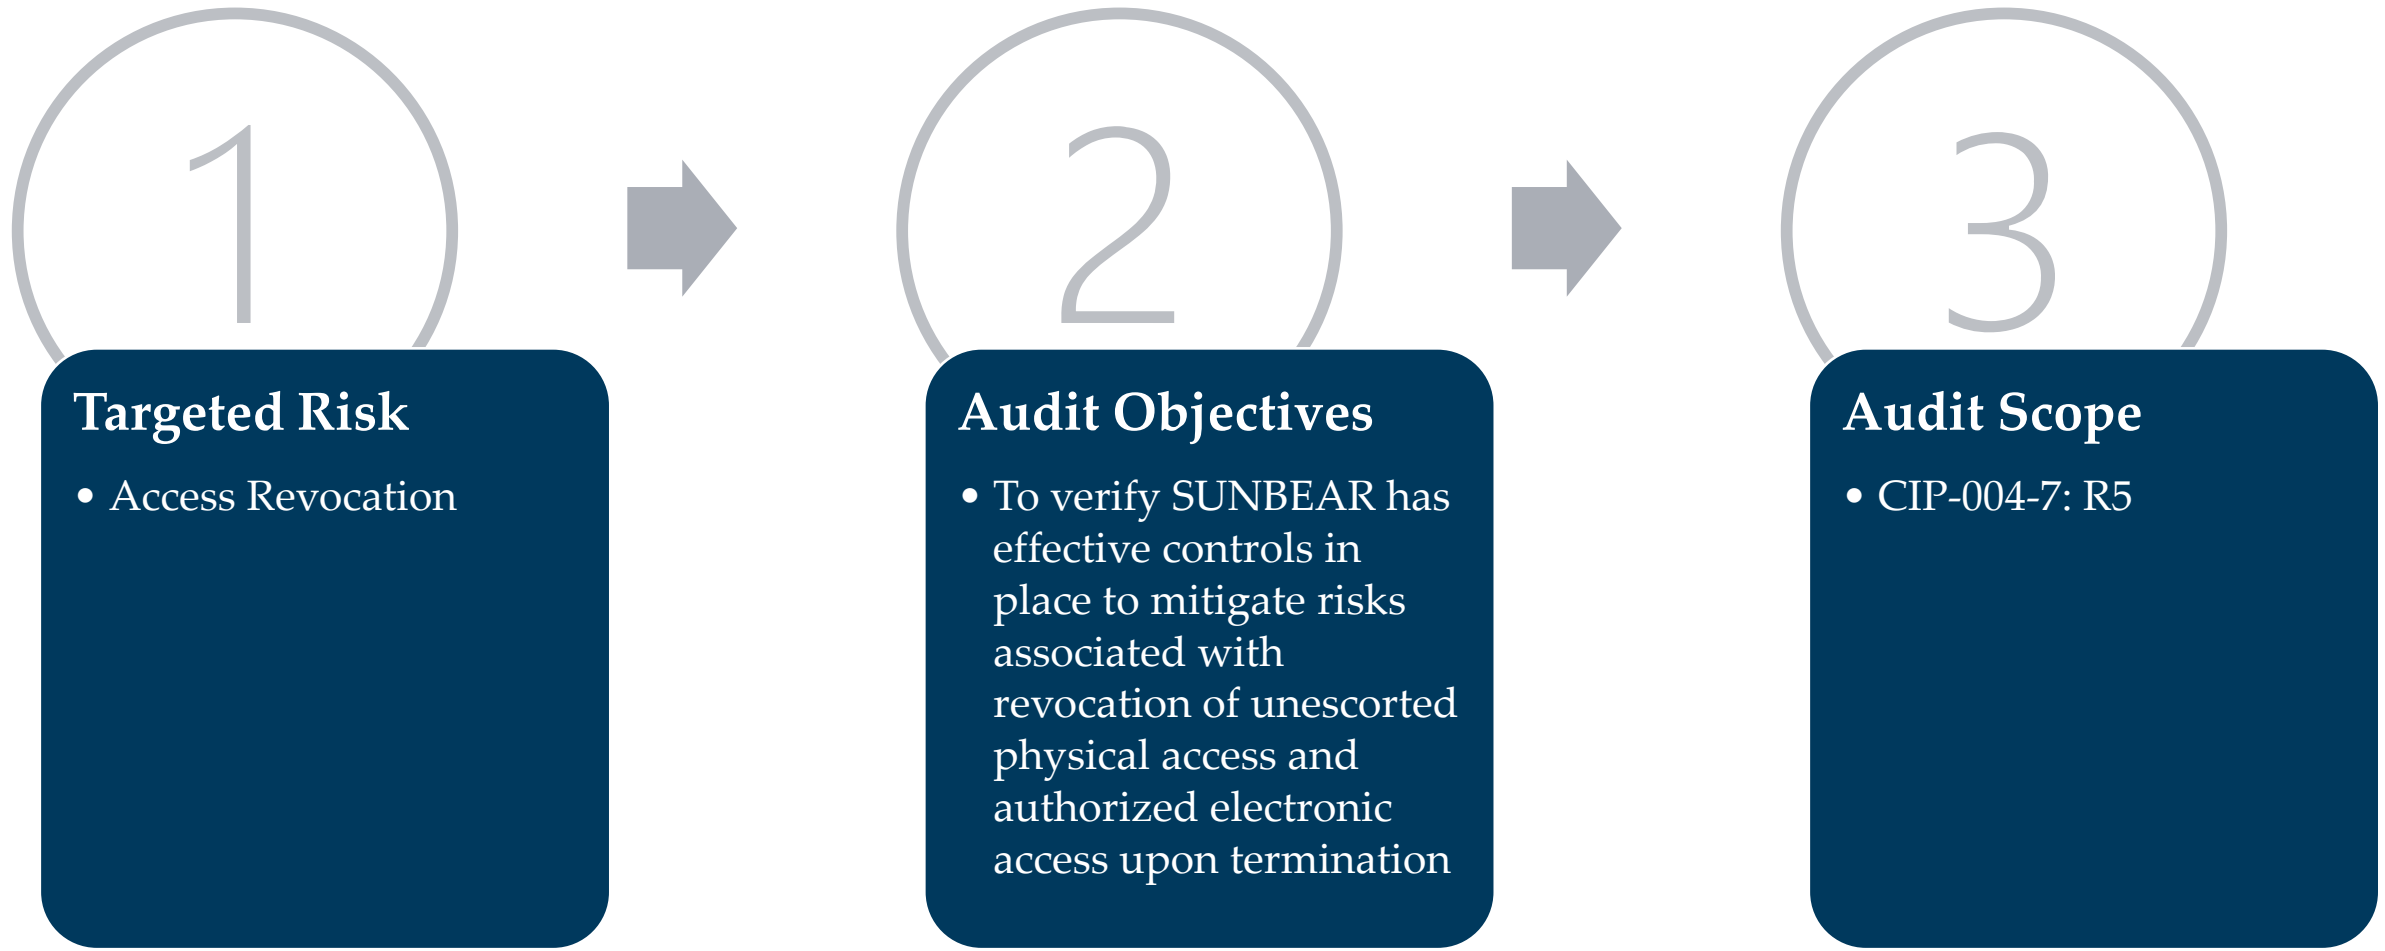 1
Targeted Risk
• Access Revocation
2
Audit Objectives
• To verify SUNBEAR has
effective controls in
place to mitigate risks
associated with
revocation of unescorted
physical access and
authorized electronic
access upon termination
3
Audit Scope
• CIP-004-7: R5